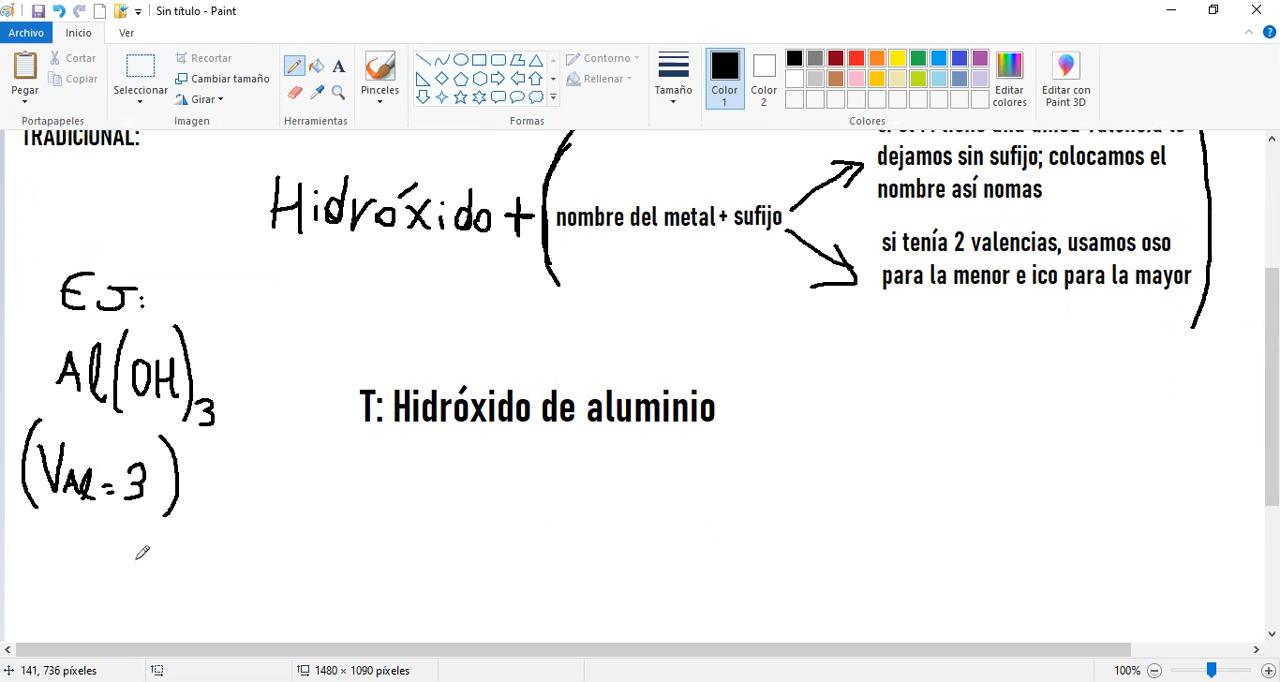 Sin título - Paint
Archivo Inicio Ver
Pegar
Cortar
Copiar
Portapapeles
Seleccionar
Recortar
Cambiar tamaño
Girar
Imagen
A
Herramientas
Pinceles
Contorno
Rellenar
Formas
Tamaño
Color 1
Color 2
Editar colores
Editar con Paint 3D
Colores
TRADICIONAL:
dejamos sin sufijo; colocamos el
nombre así nomas
Hidróxido + ( nombre del metal + sufijo
si tenía 2 valencias, usamos oso
para la menor e ico para la mayor )
EJ:
Al(OH)3
T: Hidróxido de aluminio
(VAl = 3)
141, 736 píxeles
1480 × 1090 píxeles
100%